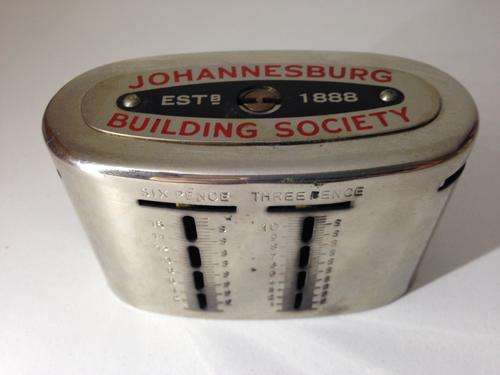 JOHANNESBURG
ESTD 1888
BUILDING SOCIETY
SIX PENCE THREE PENCE